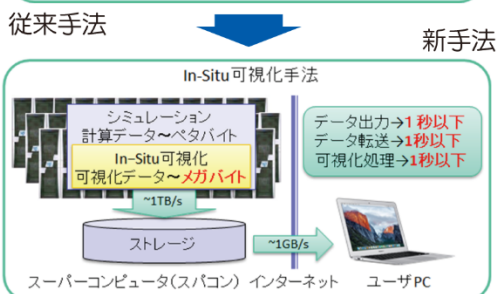 従来手法
新手法
In-Situ可視化手法
シミュレーション
計算データ～ペタバイト
In-Situ可視化
可視化データ～メガバイト
データ出力→1秒以下
データ転送→1秒以下
可視化処理→1秒以下
~1TB/s
ストレージ
~1GB/s
スーパーコンピュータ(スパコン)
インターネット
ユーザPC